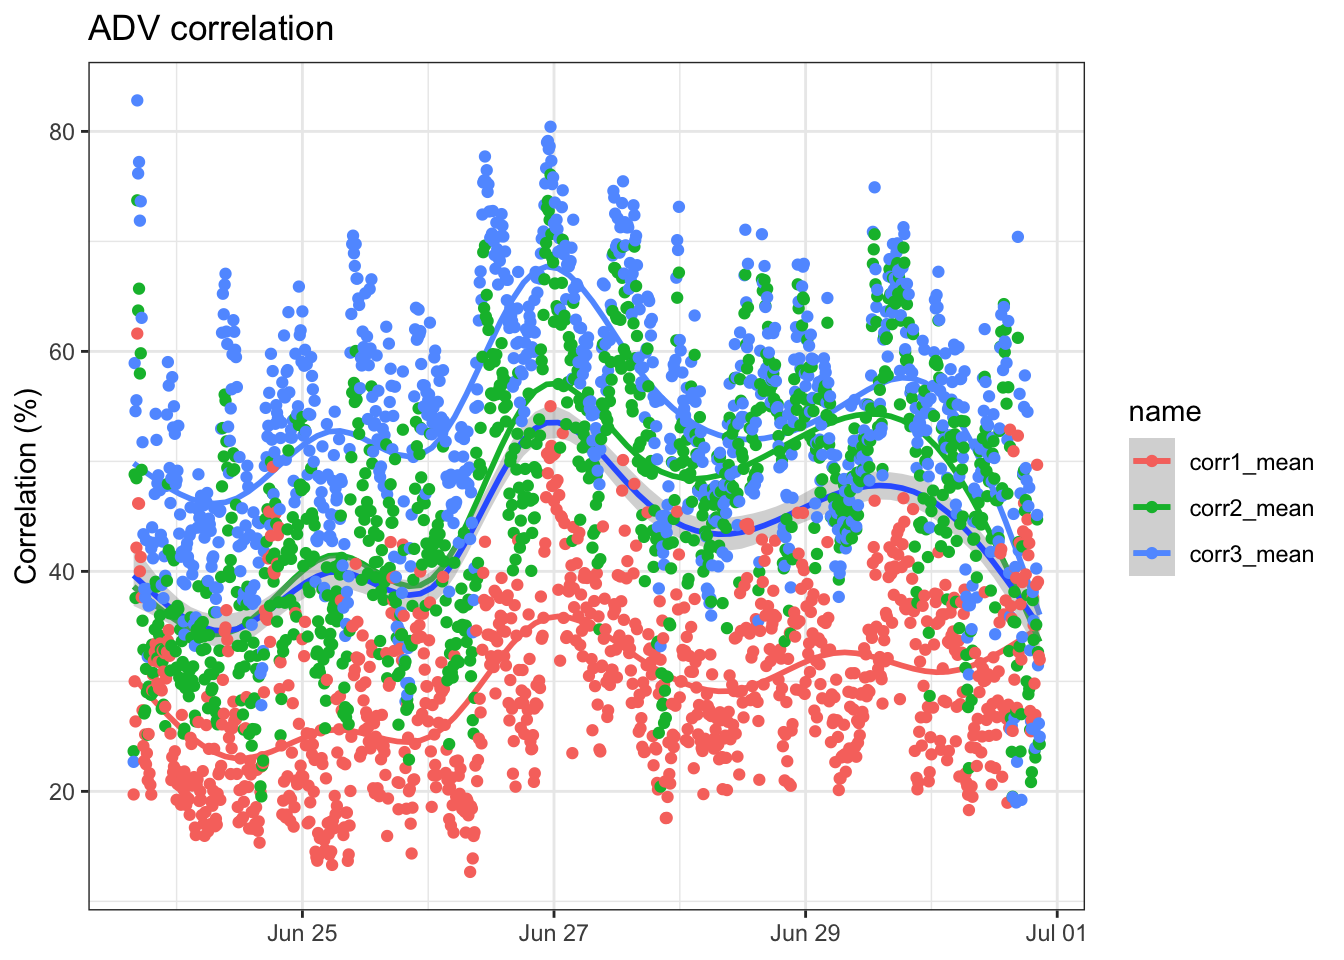 ADV correlation
Correlation (%)
80
60
40
20
Jun 25
Jun 27
Jun 29
Jul 01
name
corr1_mean
corr2_mean
corr3_mean